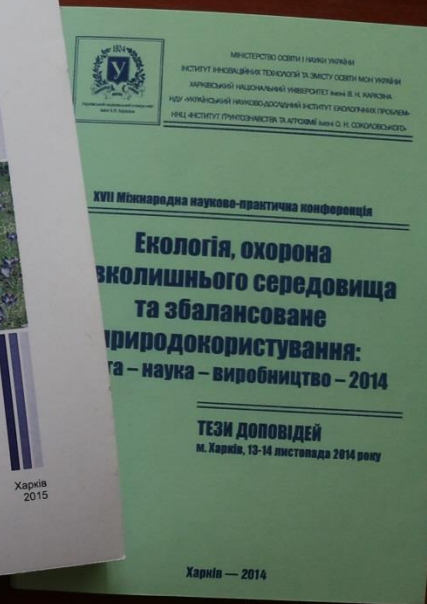 1804
У
МІНІСТЕРСТВО ОСВІТИ І НАУКИ УКРАЇНИ
ІНСТИТУТ ІННОВАЦІЙНИХ ТЕХНОЛОГІЙ ТА ЗМІСТУ ОСВІТИ МОН УКРАЇНИ
ХАРКІВСЬКИЙ НАЦІОНАЛЬНИЙ УНІВЕРСИТЕТ імені В. Н. КАРАЗІНА
НДУ «УКРАЇНСЬКИЙ НАУКОВО-ДОСЛІДНИЙ ІНСТИТУТ ЕКОЛОГІЧНИХ ПРОБЛЕМ»
ННЦ «ІНСТИТУТ ҐРУНТОЗНАВСТВА ТА АГРОХІМІЇ імені О. Н. СОКОЛОВСЬКОГО»
XVII Міжнародна науково-практична конференція
Екологія, охорона
вколишнього середовища
та збалансоване
природокористування:
та – наука – виробництво – 2014
ТЕЗИ ДОПОВІДЕЙ
м. Харків, 13-14 листопада 2014 року
Харків — 2014
Харків
2015